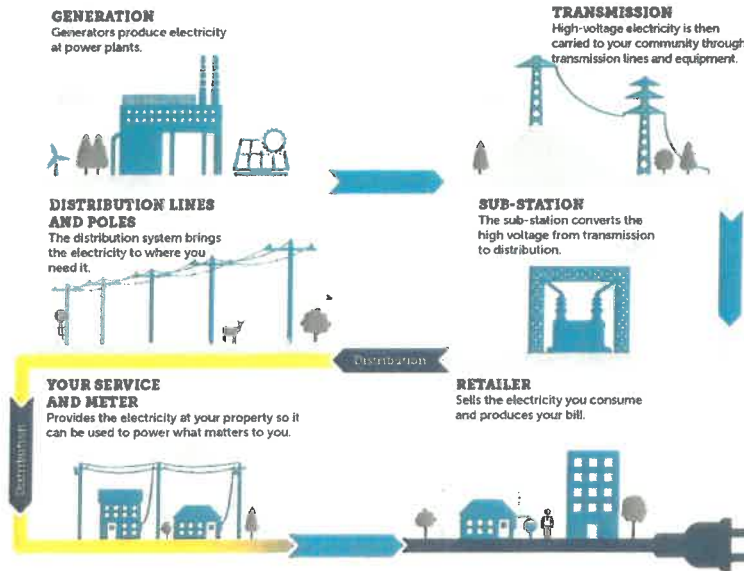 GENERATION
Generators produce electricity
at power plants.
TRANSMISSION
High-voltage electricity is then
carried to your community through
transmission lines and equipment.
SUB-STATION
The sub-station converts the
high voltage from transmission
to distribution.
DISTRIBUTION LINES
AND POLES
The distribution system brings
the electricity to where you
need it.
Distribution
Distribution
YOUR SERVICE
AND METER
Provides the electricity at your property so it
can be used to power what matters to you.
RETAILER
Sells the electricity you consume
and produces your bill.